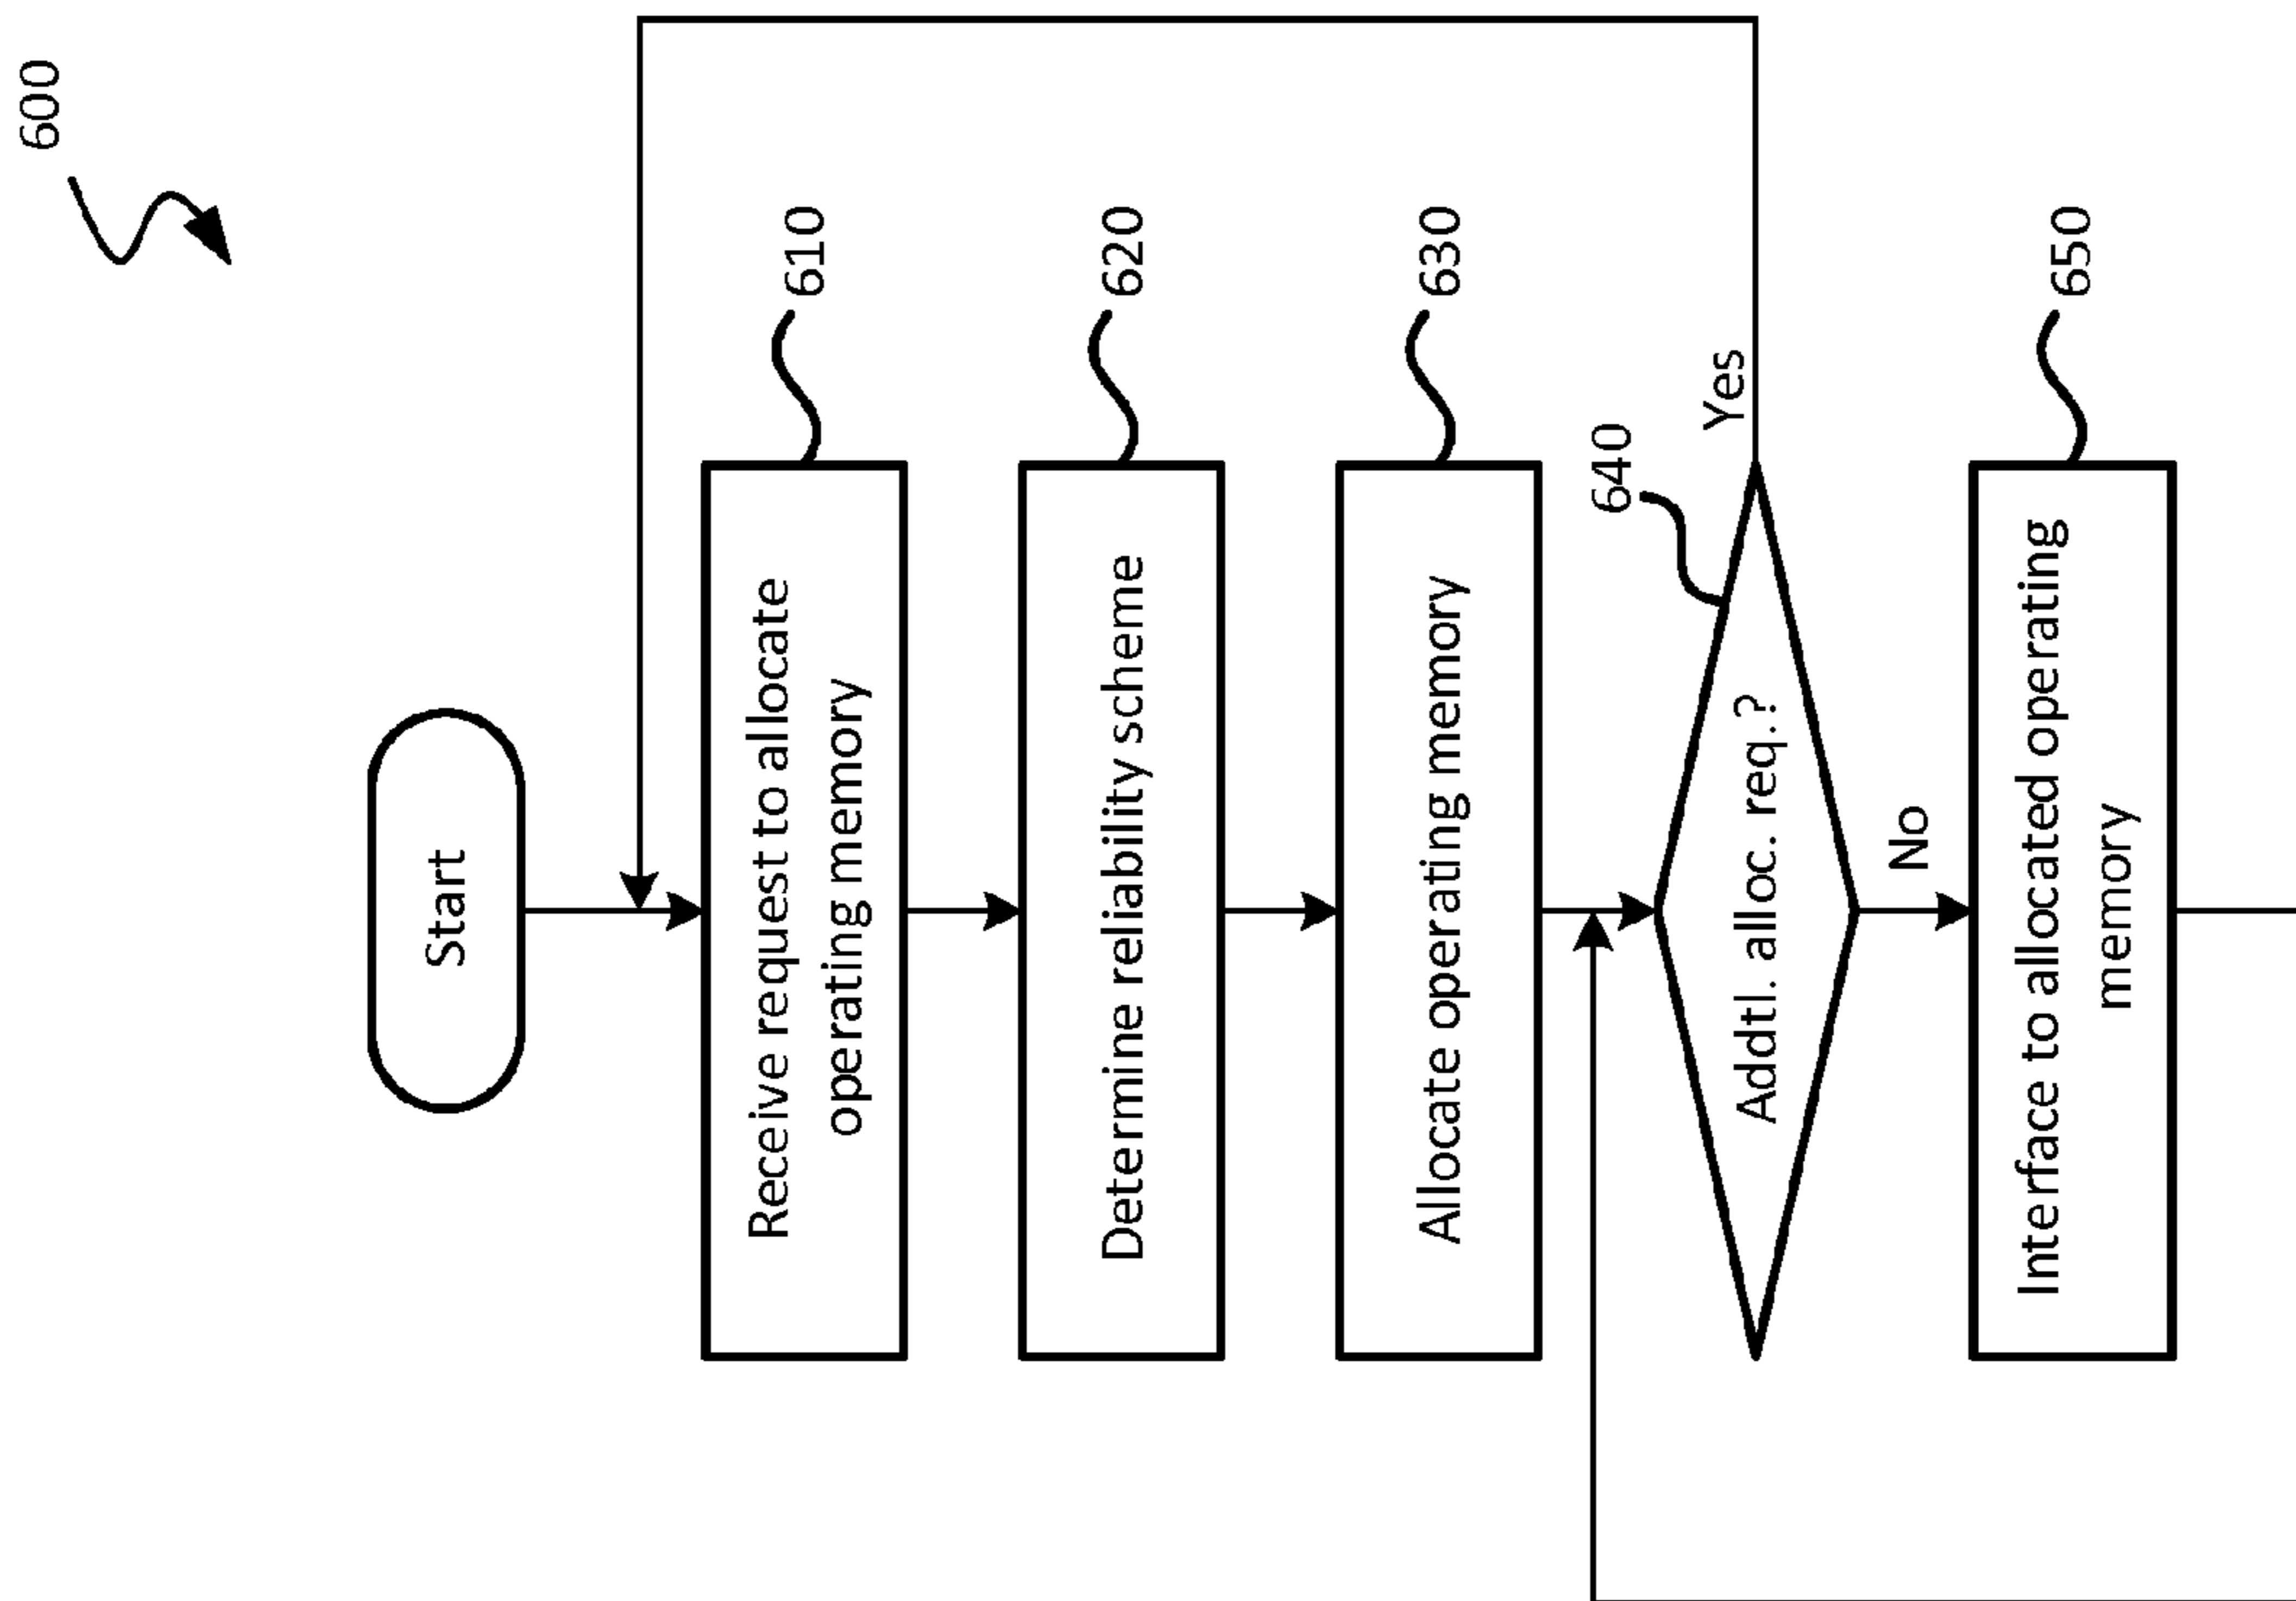 600
Start
Receive request to allocate
operating memory
610
Determine reliability scheme
620
Allocate operating memory
630
640
Addtl. alloc. req.?
Yes
No
Interface to allocated operating
memory
650